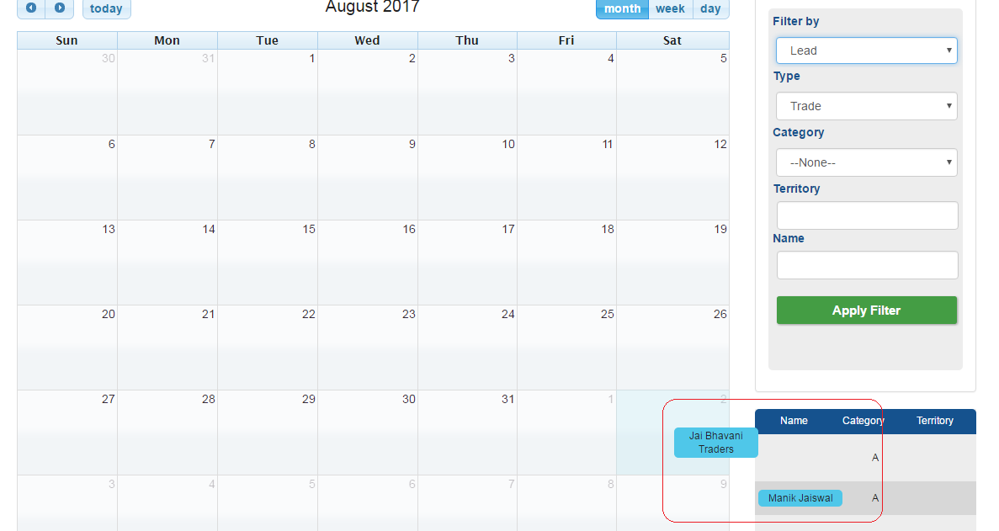 today
August 2017
month week day
Sun Mon Tue Wed Thu Fri Sat
30 31 1 2 3 4 5
6 7 8 9 10 11 12
13 14 15 16 17 18 19
20 21 22 23 24 25 26
27 28 29 30 31 1 2
3 4 5 6 7 8 9
Filter by
Lead
Type
Trade
Category
--None--
Territory
Name
Apply Filter
Name Category Territory
Jai Bhavani
Traders
A
Manik Jaiswal A